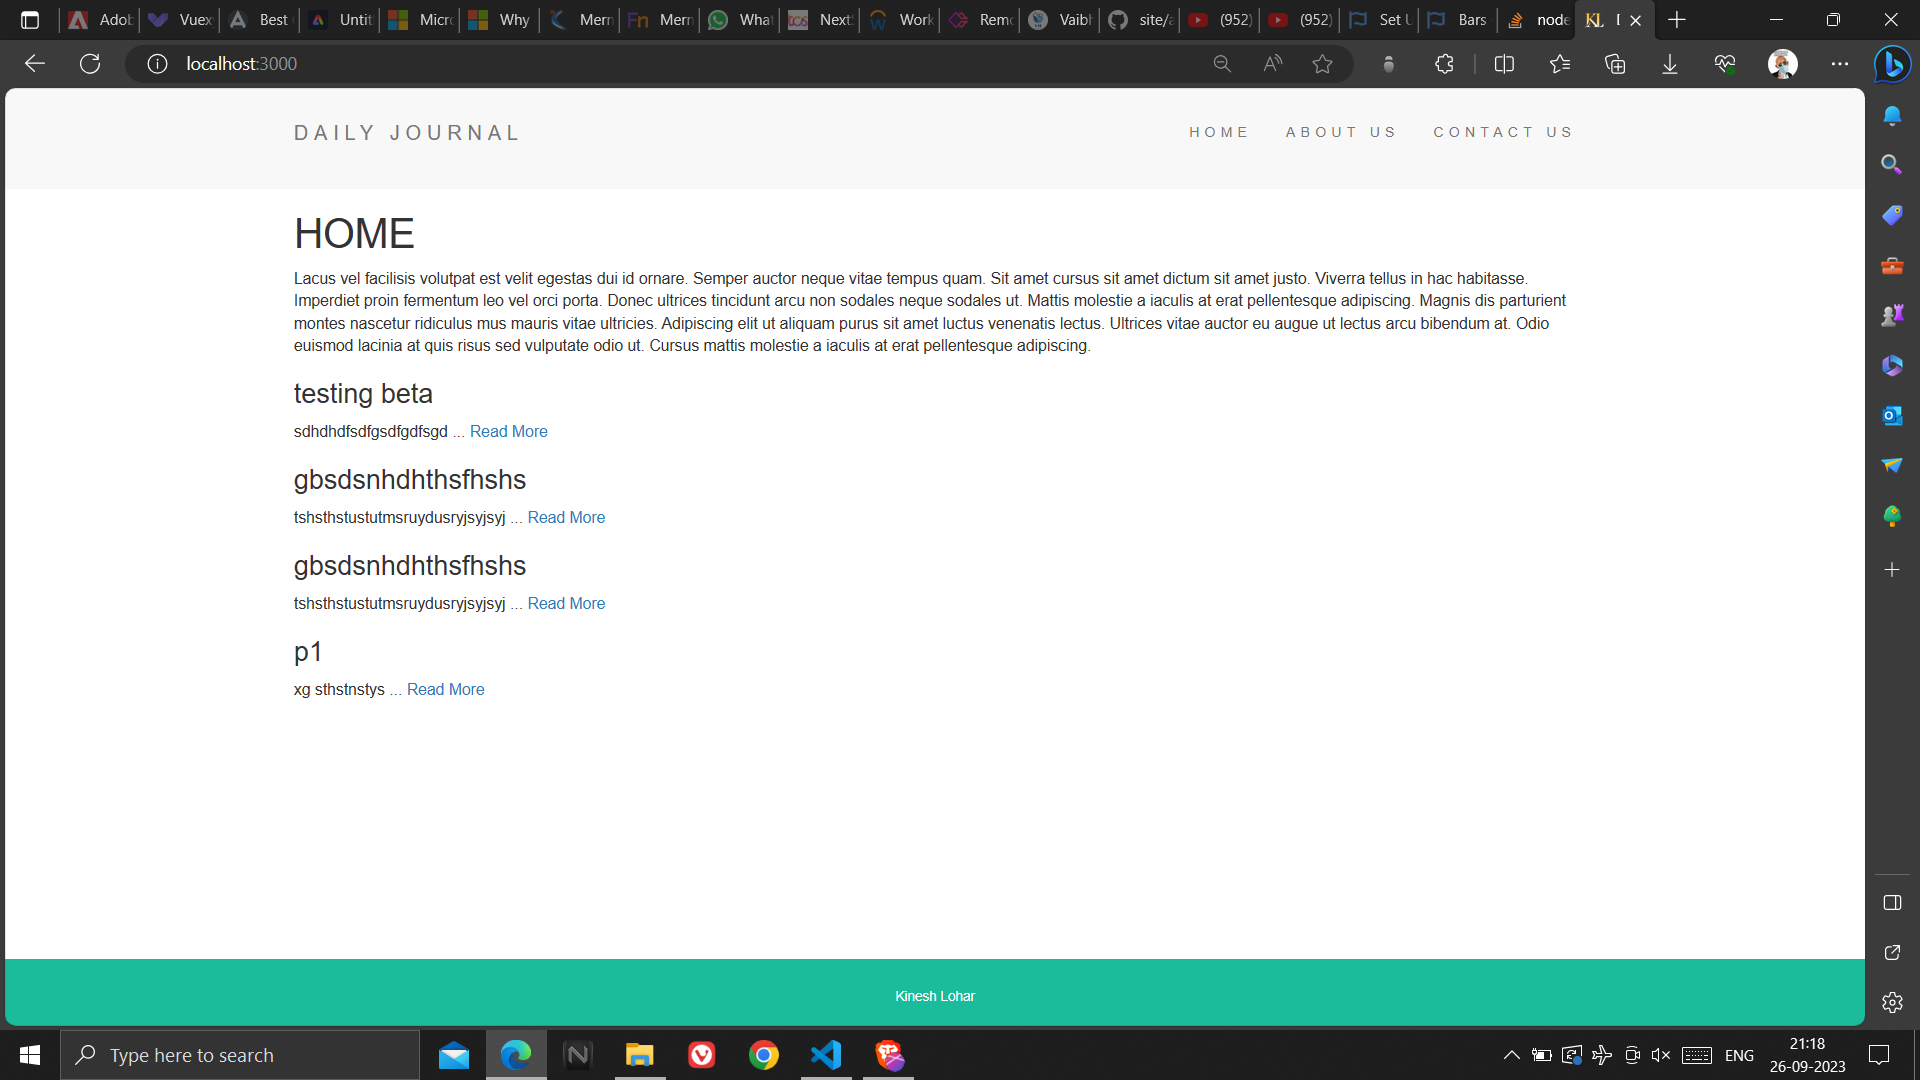 Adob
Vuex
Best
Untit
Micro
Why
Mern
Fn Mern
What
tcs Next
Work
Remo
Vaibh
site/a
(952)
(952)
Set U
Bars
node
KL
localhost:3000
DAILY JOURNAL
HOME ABOUT US CONTACT US
HOME
Lacus vel facilisis volutpat est velit egestas dui id ornare. Semper auctor neque vitae tempus quam. Sit amet cursus sit amet dictum sit amet justo. Viverra tellus in hac habitasse.
Imperdiet proin fermentum leo vel orci porta. Donec ultrices tincidunt arcu non sodales neque sodales ut. Mattis molestie a iaculis at erat pellentesque adipiscing. Magnis dis parturient
montes nascetur ridiculus mus mauris vitae ultricies. Adipiscing elit ut aliquam purus sit amet luctus venenatis lectus. Ultrices vitae auctor eu augue ut lectus arcu bibendum at. Odio
euismod lacinia at quis risus sed vulputate odio ut. Cursus mattis molestie a iaculis at erat pellentesque adipiscing.
testing beta
sdhdhdfsdfgsdfgdfsgd ... Read More
gbsdsnhdhthsfhshs
tshsthstustutmsruydusryjsyjsyj ... Read More
gbsdsnhdhthsfhshs
tshsthstustutmsruydusryjsyjsyj ... Read More
p1
xg sthstnstys ... Read More
Kinesh Lohar
Type here to search
ENG
21:18
26-09-2023